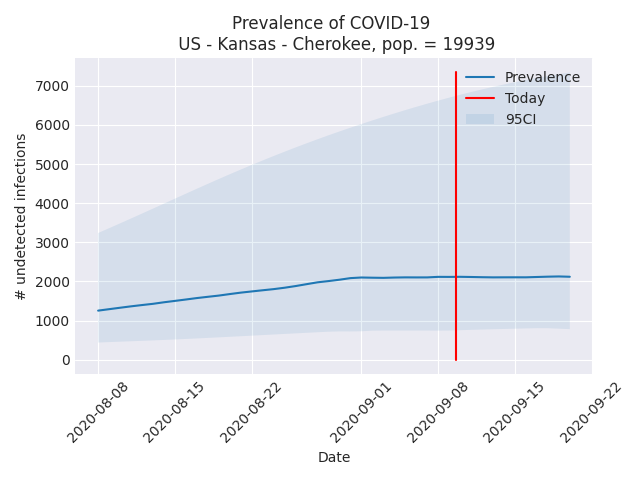 Prevalence of COVID-19
US - Kansas - Cherokee, pop. = 19939
Prevalence
Today
95CI
7000
6000
5000
4000
3000
2000
1000
0
# undetected infections
2020-08-08
2020-08-15
2020-08-22
2020-09-01
2020-09-08
2020-09-15
2020-09-22
Date